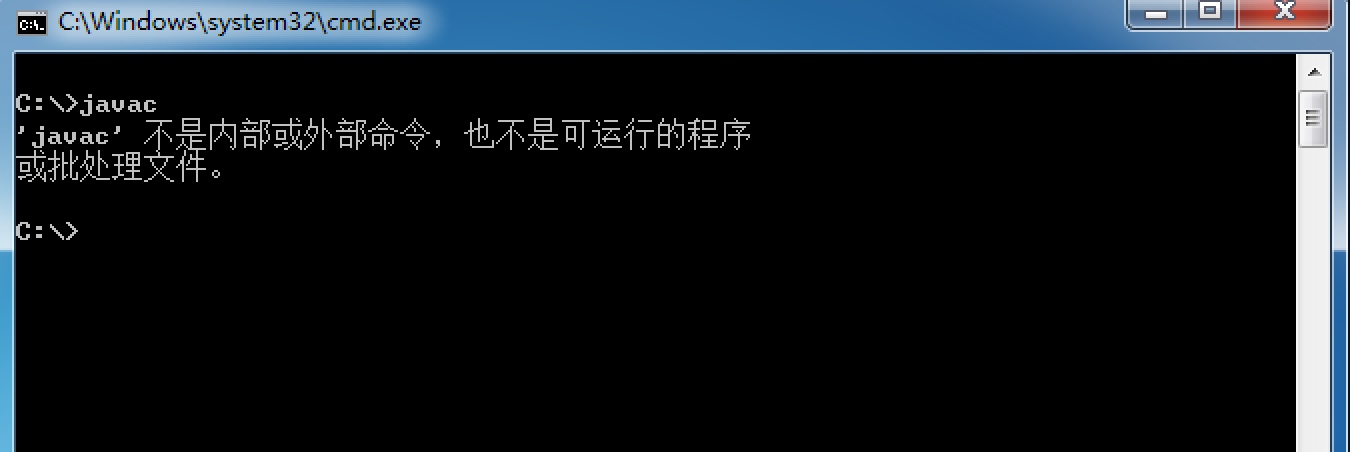 C:\Windows\system32\cmd.exe
C:\>javac
'javac' 不是内部或外部命令，也不是可运行的程序
或批处理文件。
C:\>